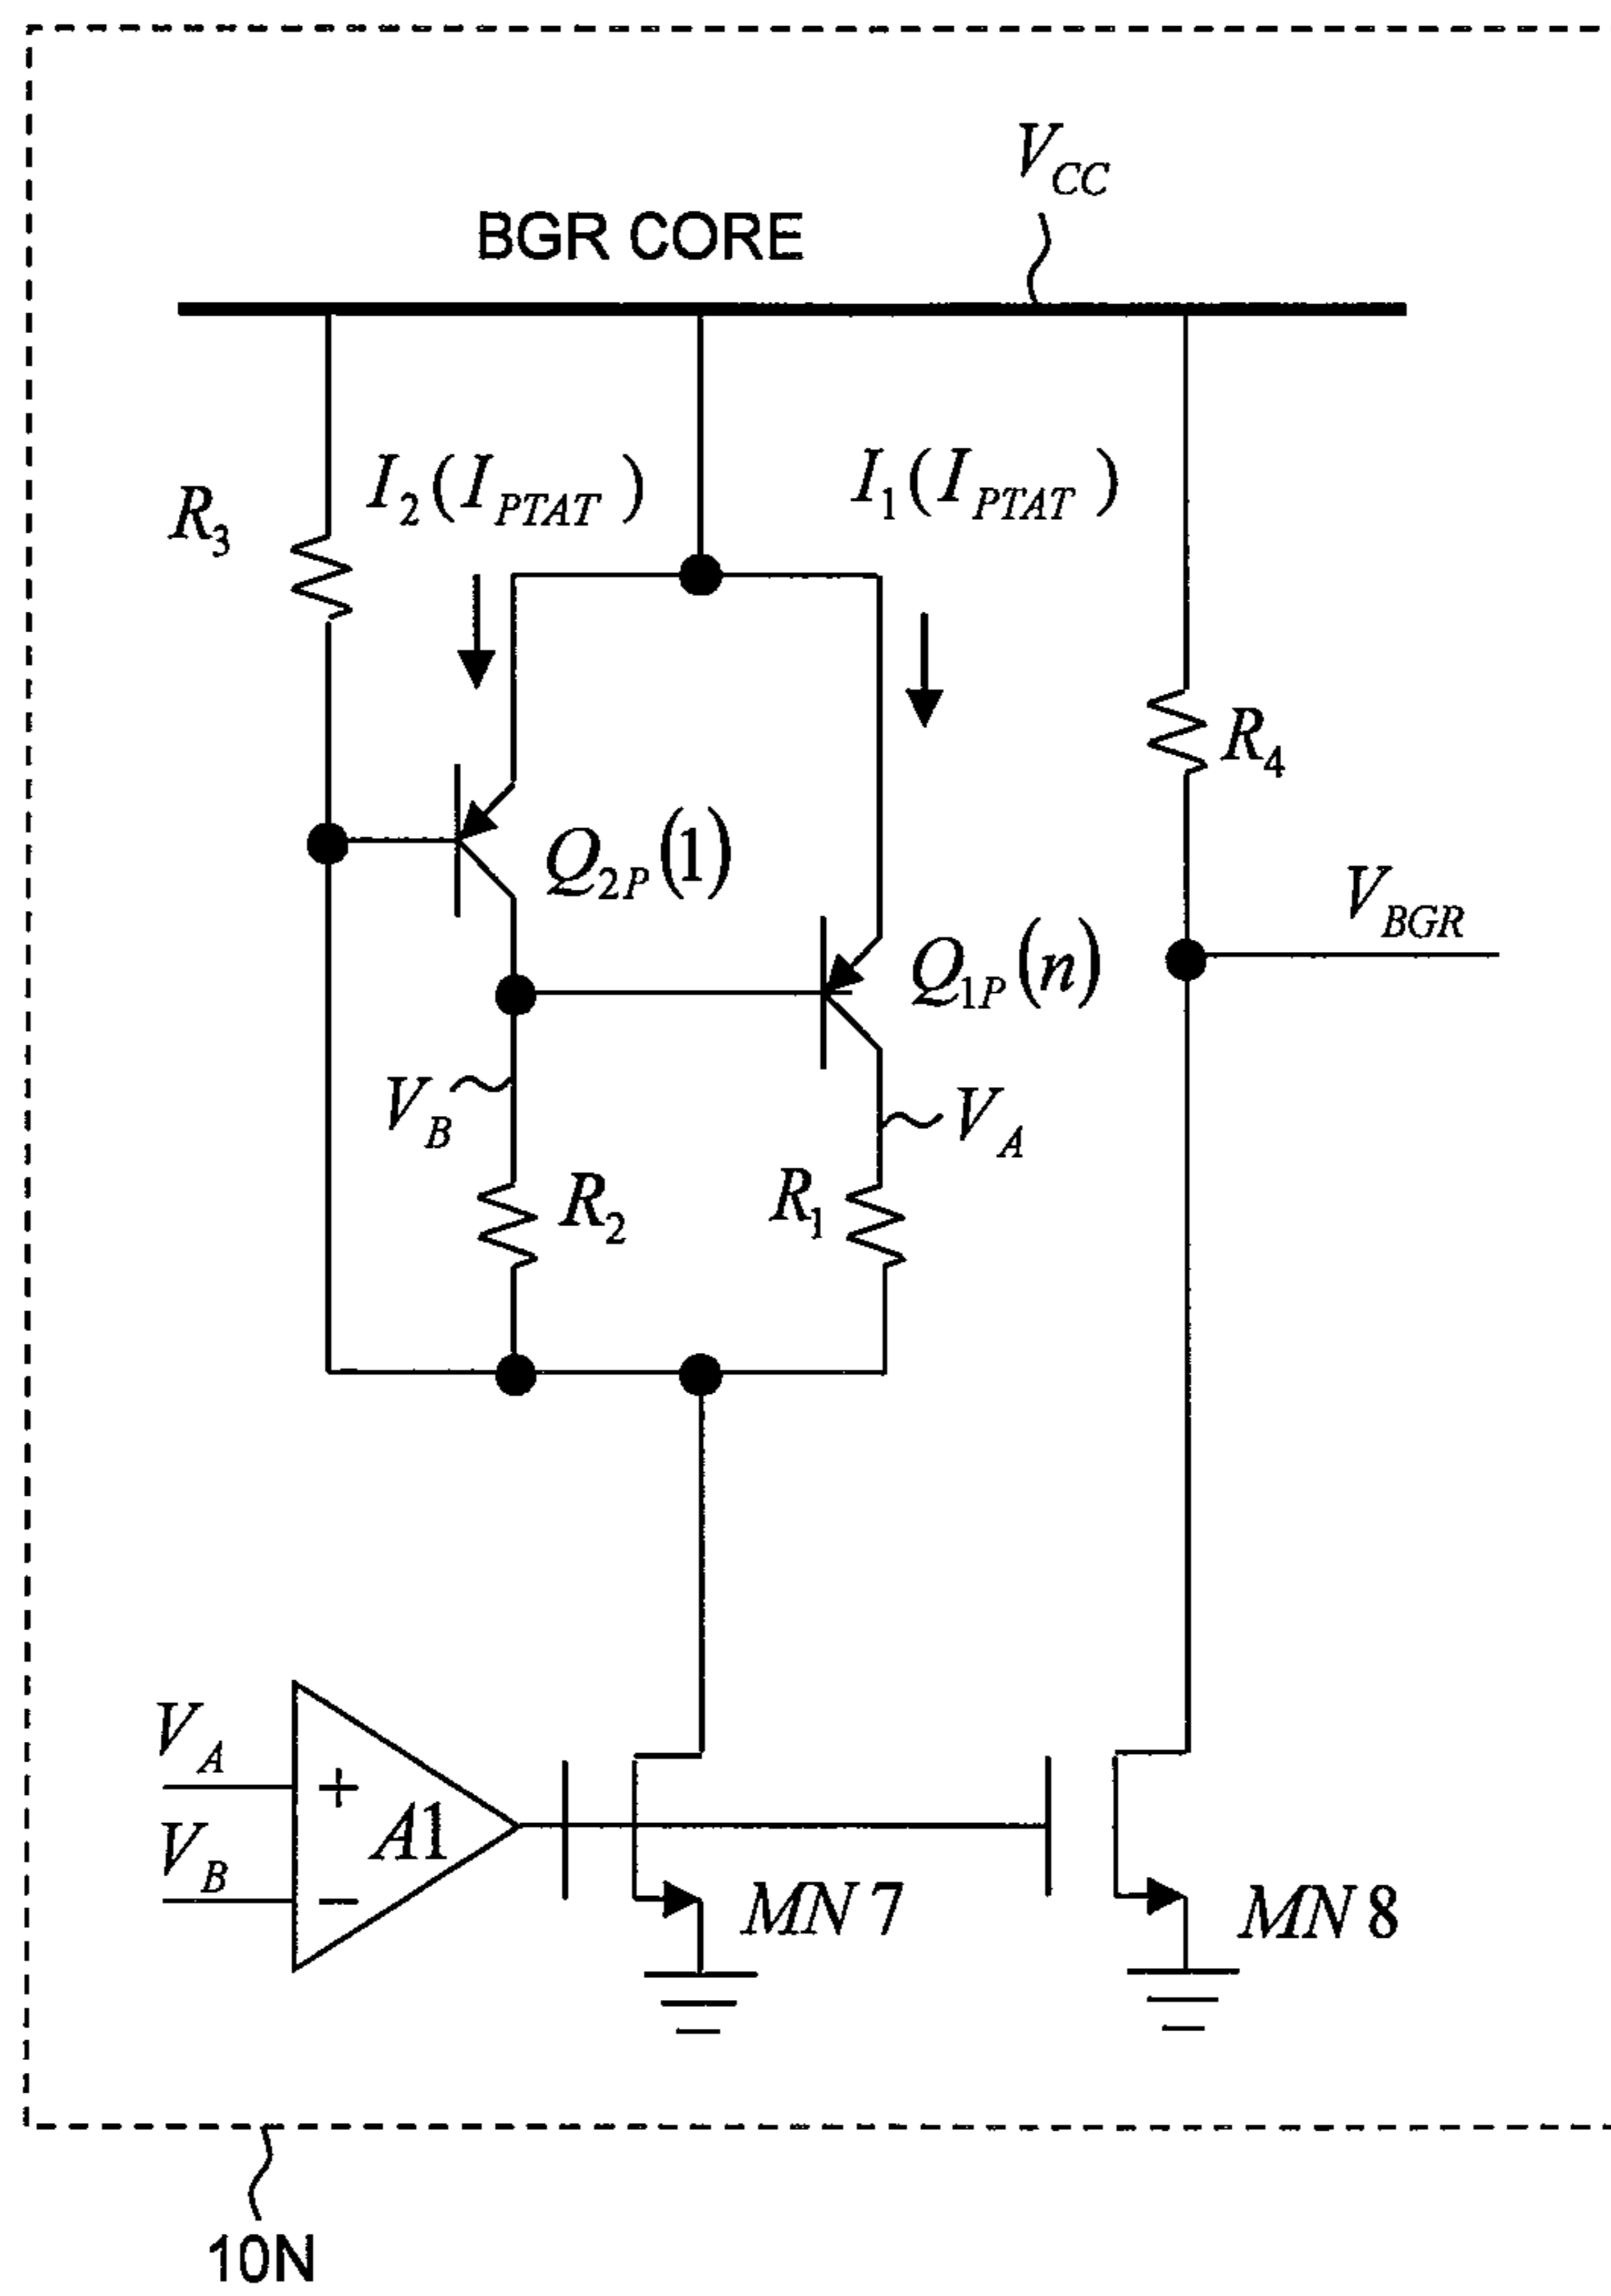 V_CC
BGR CORE
I_2(I_PTAT)
I_1(I_PTAT)
R_3
R_4
Q_2P(1)
V_BGR
Q_1P(n)
V_B
V_A
R_2
R_1
V_A
+
A1
V_B
−
MN7
MN8
10N